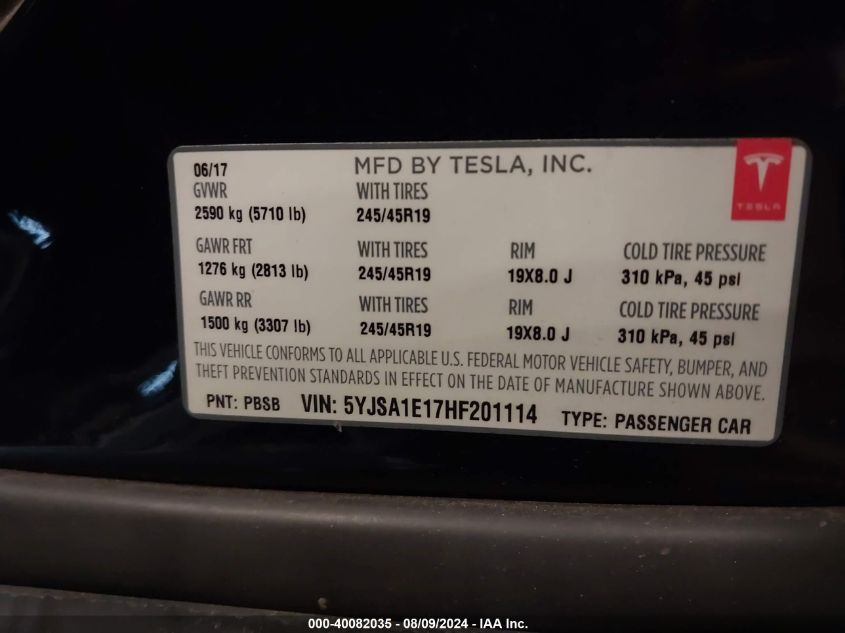 06/17
MFD BY TESLA, INC.
GVWR WITH TIRES
2590 kg (5710 lb) 245/45R19
TESLA
GAWR FRT WITH TIRES RIM COLD TIRE PRESSURE
1276 kg (2813 lb) 245/45R19 19X8.0 J 310 kPa, 45 psi
GAWR RR WITH TIRES RIM COLD TIRE PRESSURE
1500 kg (3307 lb) 245/45R19 19X8.0 J 310 kPa, 45 psi
THIS VEHICLE CONFORMS TO ALL APPLICABLE U.S. FEDERAL MOTOR VEHICLE SAFETY, BUMPER, AND
THEFT PREVENTION STANDARDS IN EFFECT ON THE DATE OF MANUFACTURE SHOWN ABOVE.
PNT: PBSB VIN: 5YJSA1E17HF201114 TYPE: PASSENGER CAR
000-40082035 - 08/09/2024 - IAA Inc.